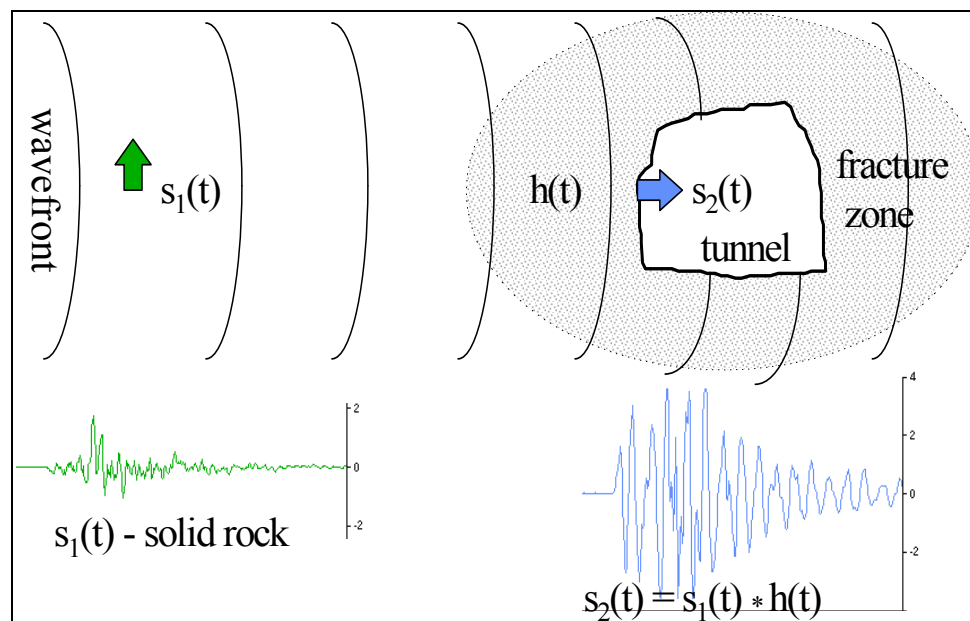 wavefront
s₁(t)
h(t)
s₂(t)
fracture
zone
tunnel
2
0
-2
s₁(t) - solid rock
4
2
0
-2
s₂(t) = s₁(t) * h(t)